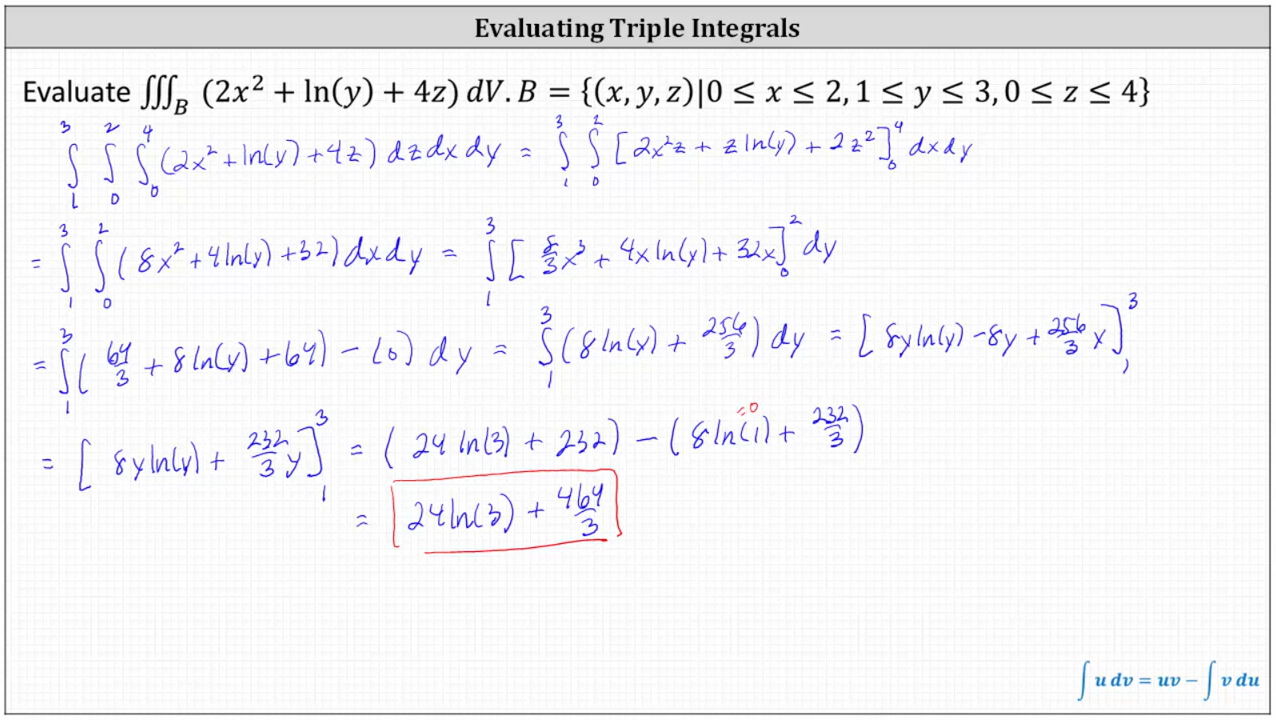 Evaluating Triple Integrals
Evaluate ∭_B (2x² + ln(y) + 4z) dV. B = {(x, y, z)|0 ≤ x ≤ 2, 1 ≤ y ≤ 3, 0 ≤ z ≤ 4}
∫₁³ ∫₀² ∫₀⁴ (2x² + ln(y) + 4z) dz dx dy = ∫₁³ ∫₀² [2x²z + z ln(y) + 2z²]₀⁴ dx dy
= ∫₁³ ∫₀² (8x² + 4 ln(y) + 32) dx dy = ∫₁³ [8/3 x³ + 4x ln(y) + 32x]₀² dy
= ∫₁³ (64/3 + 8 ln(y) + 64) - (0) dy = ∫₁³ (8 ln(y) + 256/3) dy = [8y ln(y) - 8y + 256/3 x]₁³
= [8y ln(y) + 232/3 y]₁³ = (24 ln(3) + 232) - (8 ln(1) + 232/3) =0
= 24 ln(3) + 464/3
∫ u dv = uv − ∫ v du